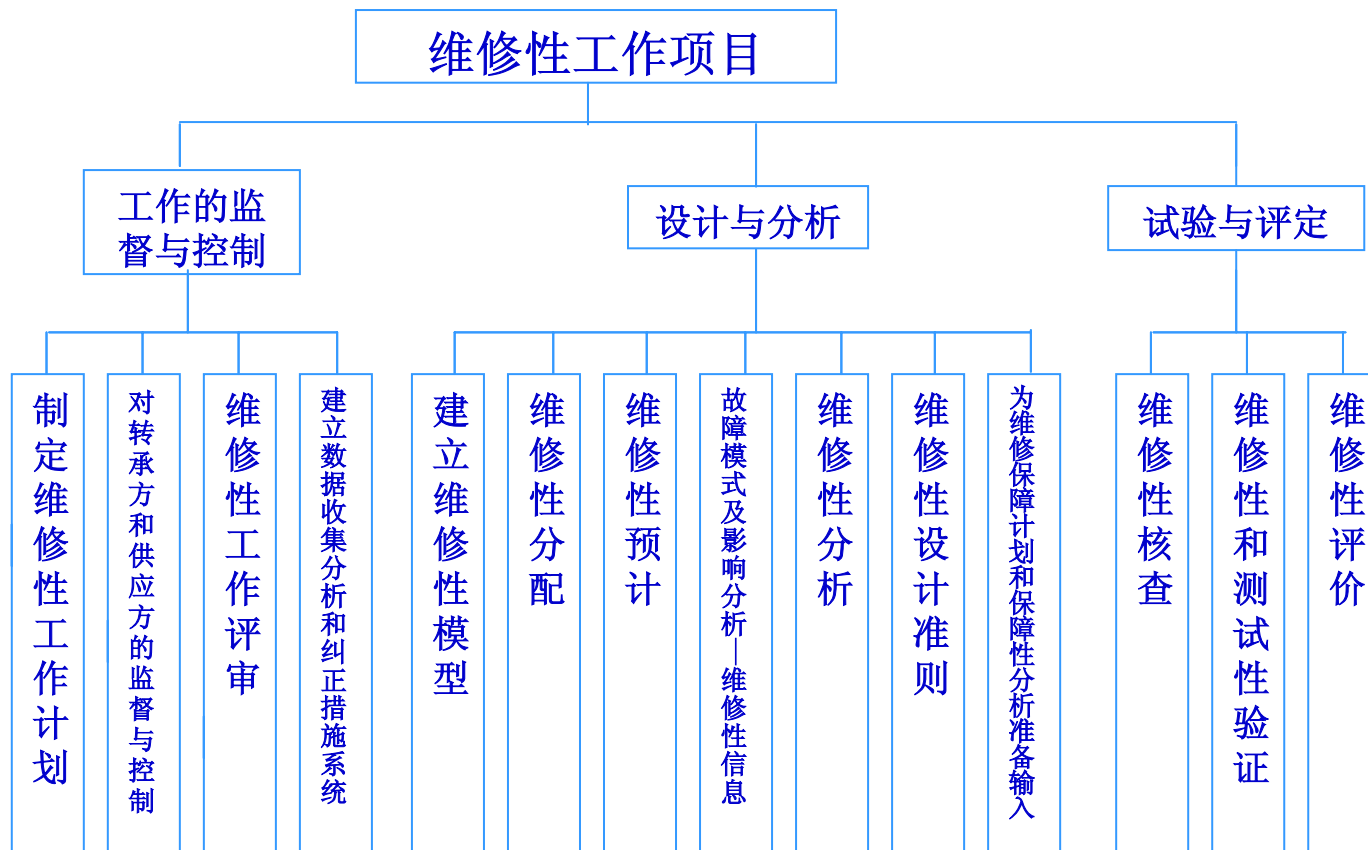 维修性工作项目
工作的监
督与控制
设计与分析
试验与评定
制定维修性工作计划
对转承方和供应方的监督与控制
维修性工作评审
建立数据收集分析和纠正措施系统
建立维修性模型
维修性分配
维修性预计
故障模式及影响分析—维修性信息
维修性分析
维修性设计准则
为维修保障计划和保障性分析准备输入
维修性核查
维修性和测试性验证
维修性评价